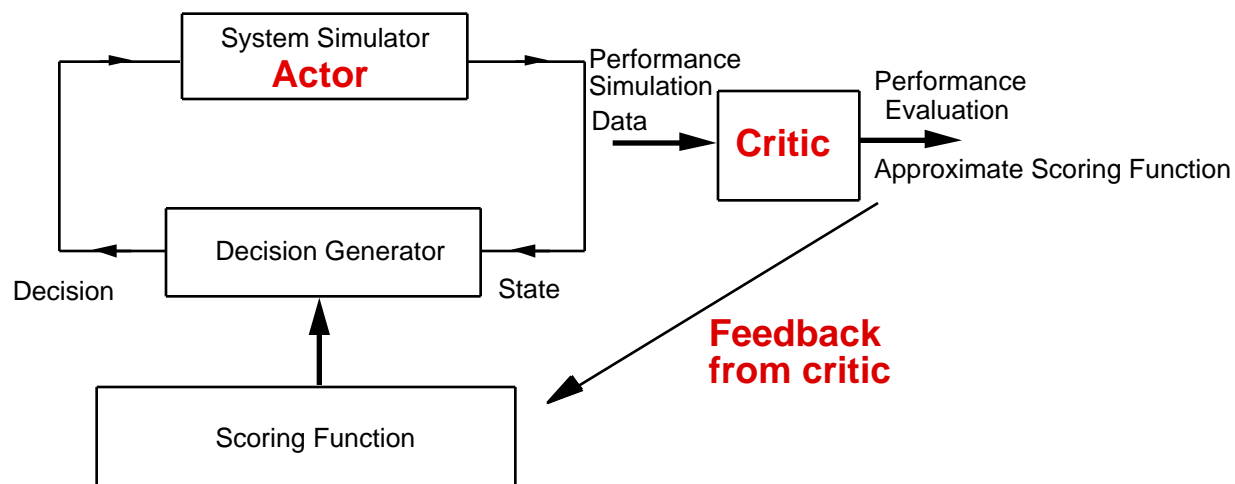 System Simulator
Actor
Performance
Simulation
Data
Critic
Performance
Evaluation
Approximate Scoring Function
Decision Generator
Decision
State
Feedback
from critic
Scoring Function